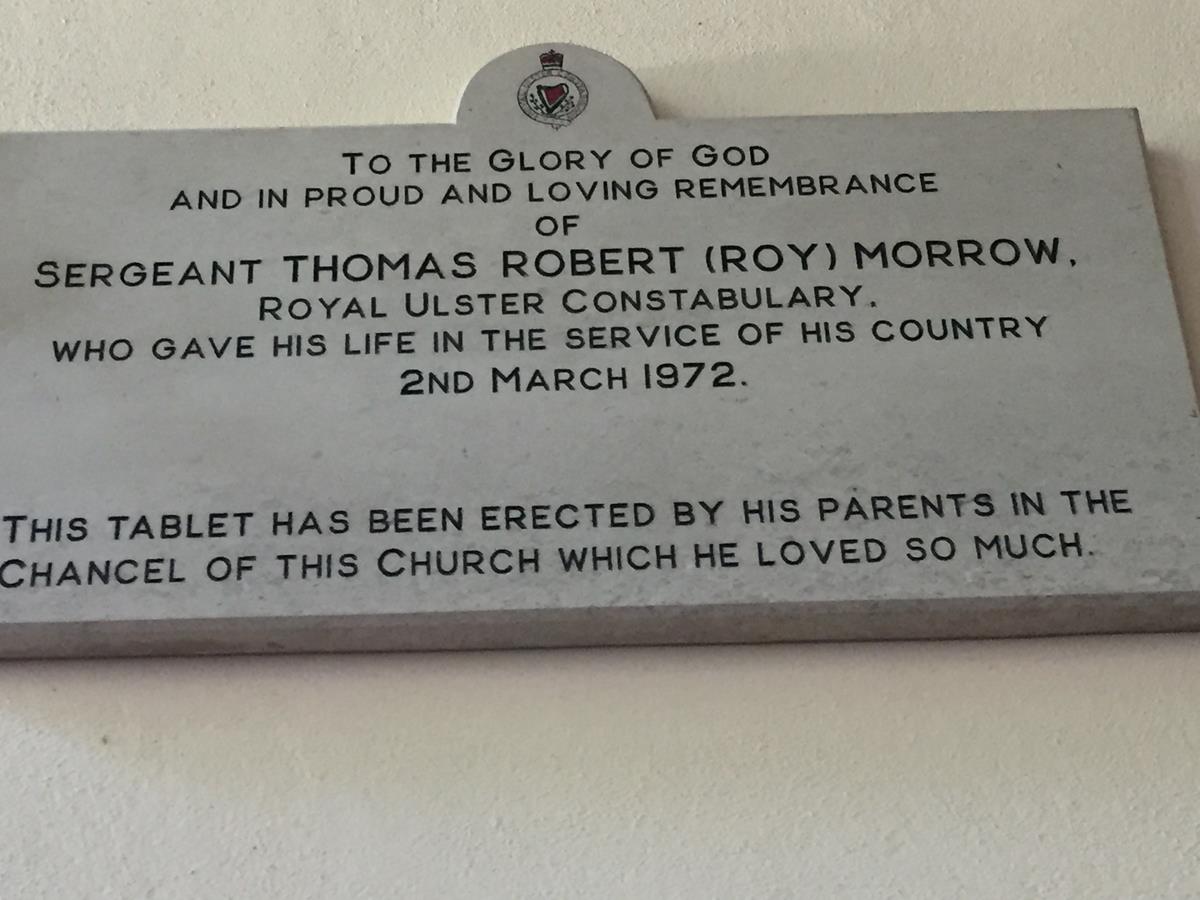 TO THE GLORY OF GOD
AND IN PROUD AND LOVING REMEMBRANCE
OF
SERGEANT THOMAS ROBERT (ROY) MORROW,
ROYAL ULSTER CONSTABULARY.
WHO GAVE HIS LIFE IN THE SERVICE OF HIS COUNTRY
2ND MARCH 1972.
THIS TABLET HAS BEEN ERECTED BY HIS PARENTS IN THE
CHANCEL OF THIS CHURCH WHICH HE LOVED SO MUCH.